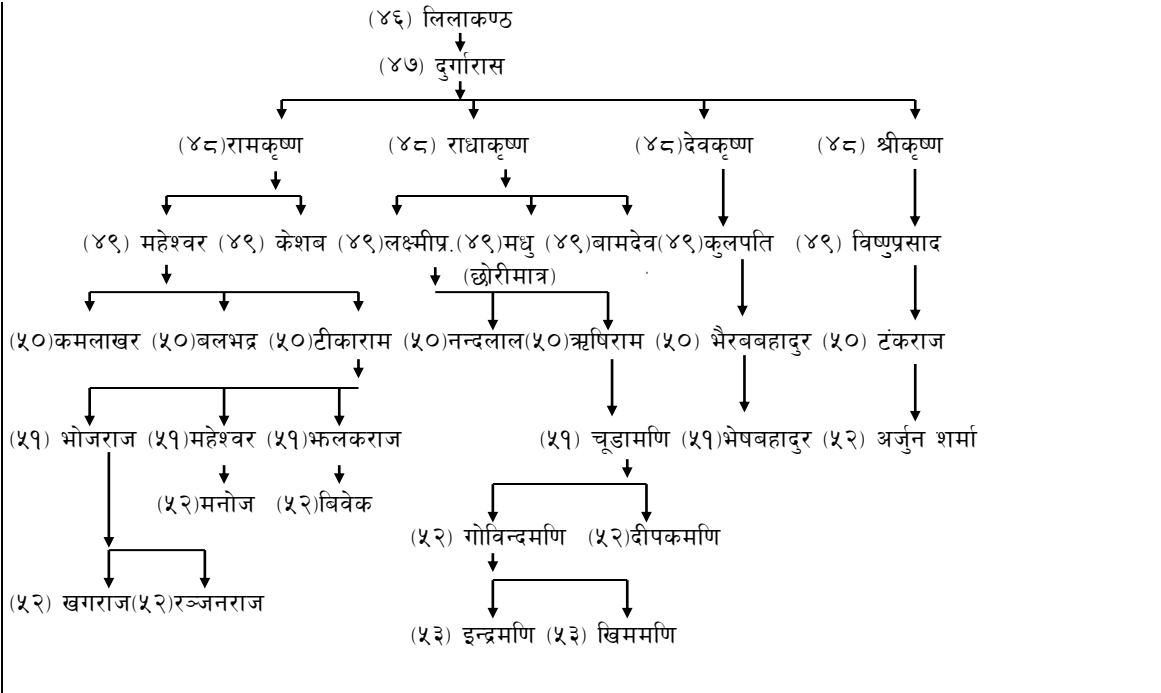 (४६) लिलाकण्ठ
(४७) दुर्गारास
(४८)रामकृष्ण (४८) राधाकृष्ण (४८)देवकृष्ण (४८) श्रीकृष्ण
(४९) महेश्वर (४९) केशब (४९)लक्ष्मीप्र.(४९)मधु (४९)बामदेव(४९)कुलपति (४९) विष्णुप्रसाद
(छोरीमात्र)
(५०)कमलाखर (५०)बलभद्र (५०)टीकाराम (५०)नन्दलाल(५०)ऋषिराम (५०) भैरबबहादुर (५०) टंकराज
(५१) भोजराज (५१)महेश्वर (५१)झलकराज (५१) चूडामणि (५१)भेषबहादुर (५२) अर्जुन शर्मा
(५२)मनोज (५२)बिवेक
(५२) गोविन्दमणि (५२)दीपकमणि
(५२) खगराज(५२)रञ्जनराज
(५३) इन्द्रमणि (५३) खिममणि